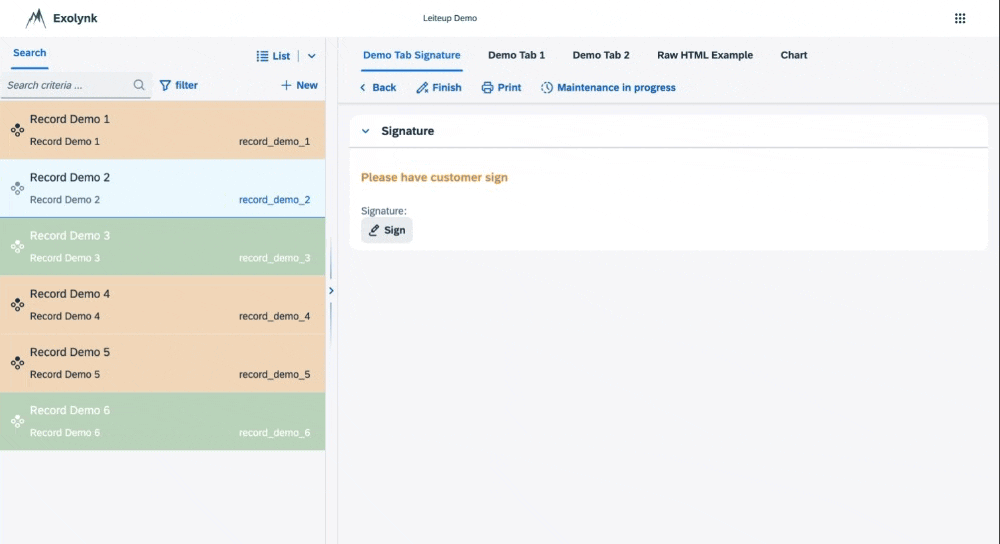 Exolynk
Leiteup Demo
Search
List
Search criteria ...
filter
New
Record Demo 1
Record Demo 1
record_demo_1
Record Demo 2
Record Demo 2
record_demo_2
Record Demo 3
Record Demo 3
record_demo_3
Record Demo 4
Record Demo 4
record_demo_4
Record Demo 5
Record Demo 5
record_demo_5
Record Demo 6
Record Demo 6
record_demo_6
Demo Tab Signature
Demo Tab 1
Demo Tab 2
Raw HTML Example
Chart
Back
Finish
Print
Maintenance in progress
Signature
Please have customer sign
Signature:
Sign